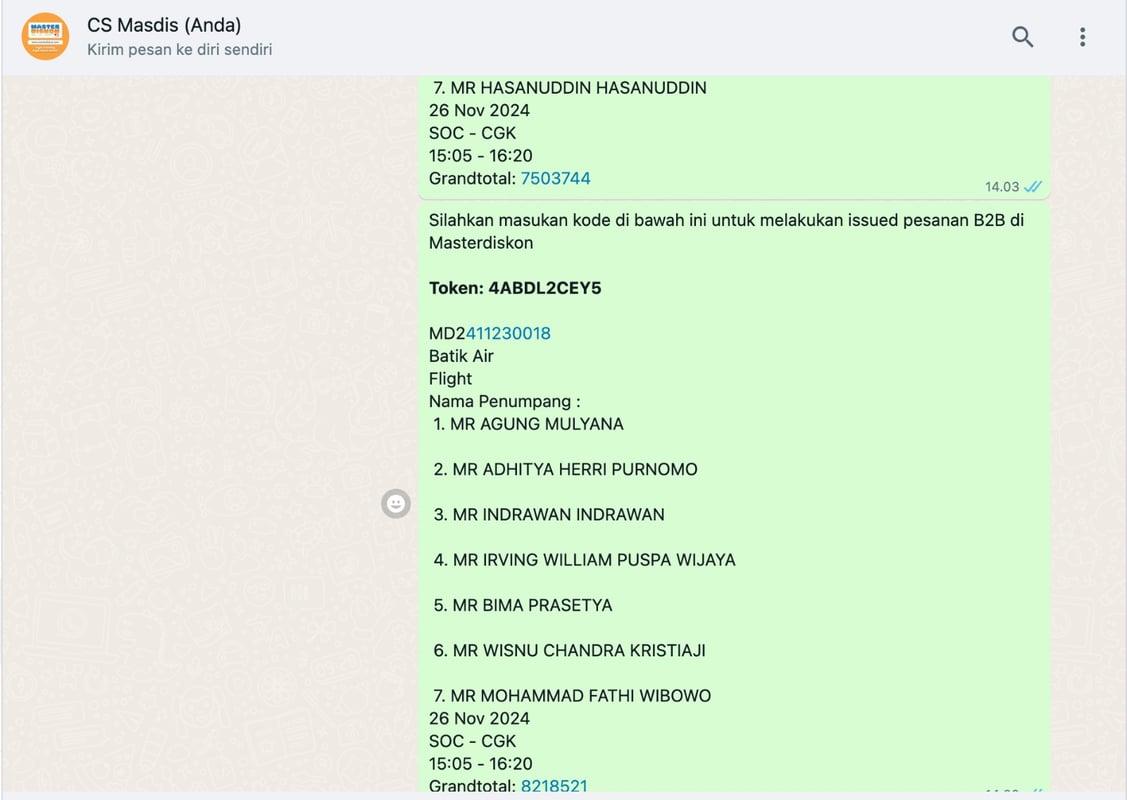 MASTER
DISKON
CS Masdis (Anda)
Kirim pesan ke diri sendiri
7. MR HASANUDDIN HASANUDDIN
26 Nov 2024
SOC - CGK
15:05 - 16:20
Grandtotal: 7503744
14.03
Silahkan masukan kode di bawah ini untuk melakukan issued pesanan B2B di
Masterdiskon
Token: 4ABDL2CEY5
MD2411230018
Batik Air
Flight
Nama Penumpang :
1. MR AGUNG MULYANA
2. MR ADHITYA HERRI PURNOMO
3. MR INDRAWAN INDRAWAN
4. MR IRVING WILLIAM PUSPA WIJAYA
5. MR BIMA PRASETYA
6. MR WISNU CHANDRA KRISTIAJI
7. MR MOHAMMAD FATHI WIBOWO
26 Nov 2024
SOC - CGK
15:05 - 16:20
Grandtotal: 8218521